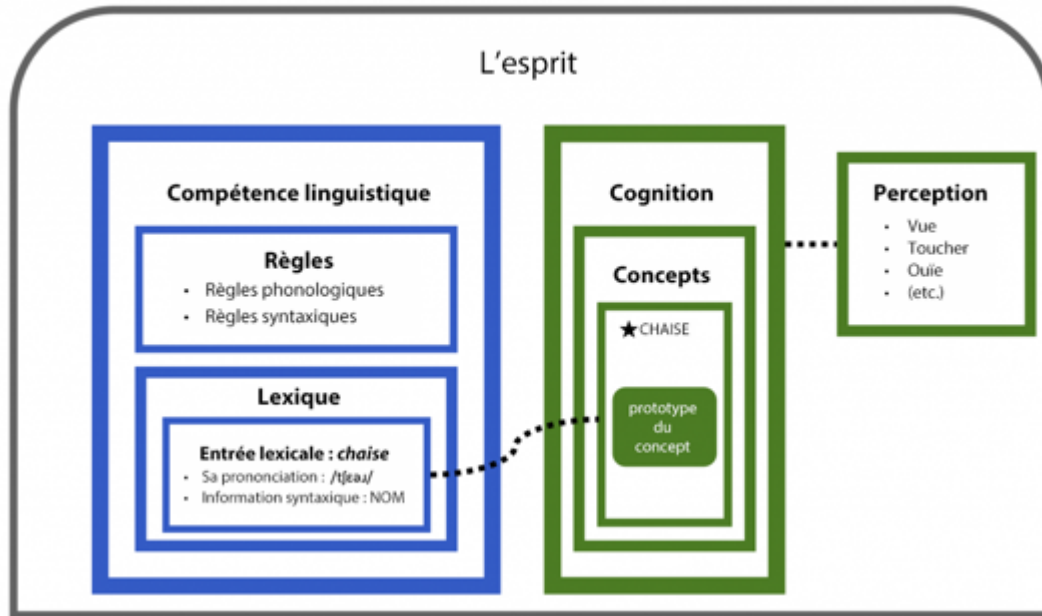 L'esprit
Compétence linguistique
Règles
• Règles phonologiques
• Règles syntaxiques
Lexique
Entrée lexicale : chaise
• Sa prononciation : /tʃɛəɹ/
• Information syntaxique : NOM
Cognition
Concepts
★ CHAISE
prototype
du
concept
Perception
• Vue
• Toucher
• Ouïe
• (etc.)